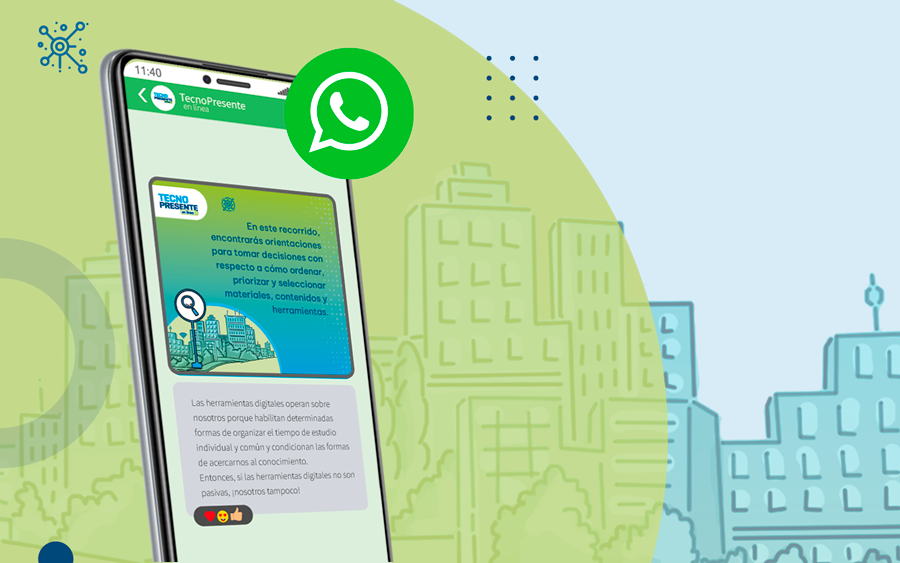 11:40
TecnoPresente
en línea
TECNO
PRESENTE
en línea
En este recorrido,
encontrarás orientaciones
para tomar decisiones con
respecto a cómo ordenar,
priorizar y seleccionar
materiales, contenidos y
herramientas.
Las herramientas digitales operan sobre
nosotros porque habilitan determinadas
formas de organizar el tiempo de estudio
individual y común y condicionan las formas
de acercarnos al conocimiento.
Entonces, si las herramientas digitales no son
pasivas, ¡nosotros tampoco!